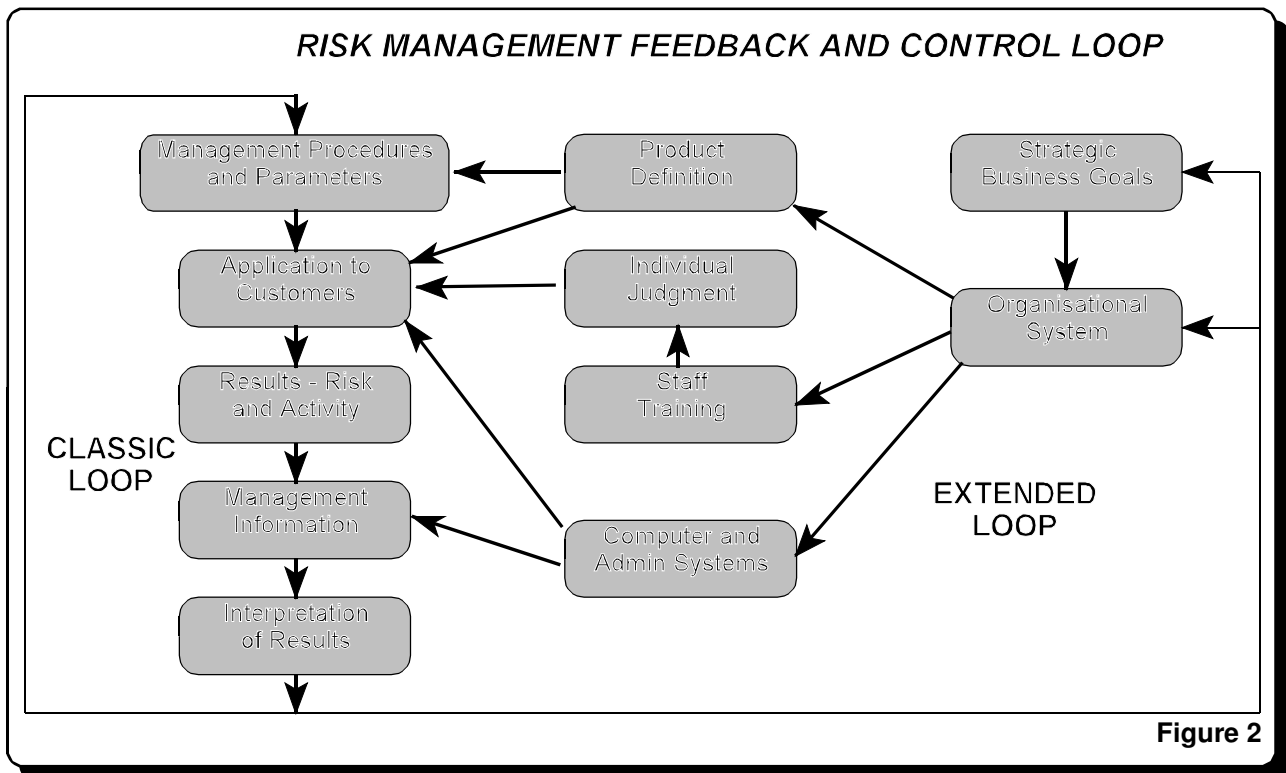 RISK MANAGEMENT FEEDBACK AND CONTROL LOOP
Management Procedures
and Parameters
Product
Definition
Strategic
Business Goals
Application to
Customers
Individual
Judgment
Organisational
System
Results - Risk
and Activity
Staff
Training
CLASSIC
LOOP
Management
Information
EXTENDED
LOOP
Computer and
Admin Systems
Interpretation
of Results
Figure 2